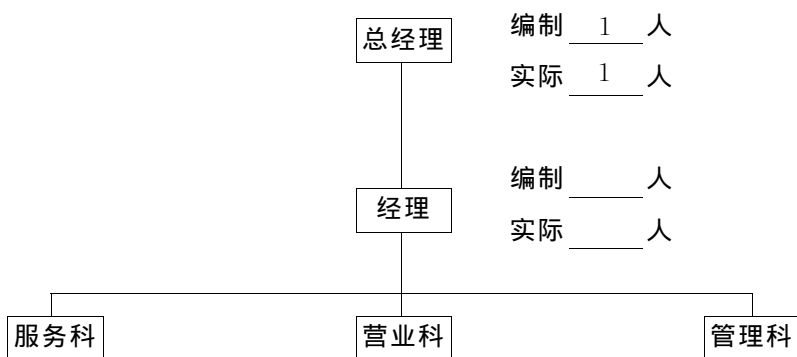 总经理
编制 1 人
实际 1 人
经理
编制 人
实际 人
服务科 营业科 管理科